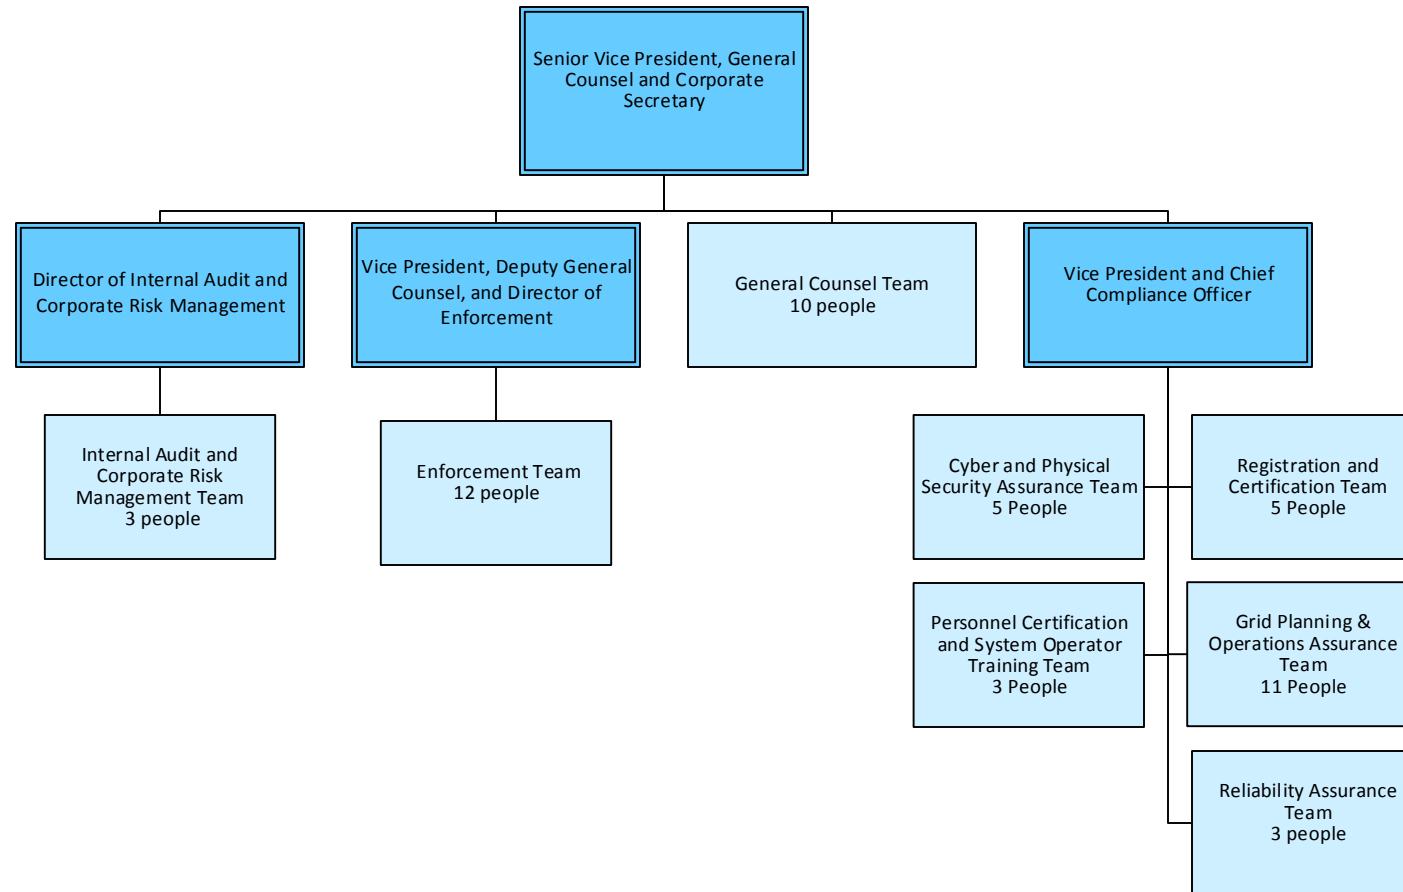 Senior Vice President, General
Counsel and Corporate
Secretary
Director of Internal Audit and
Corporate Risk Management
Vice President, Deputy General
Counsel, and Director of
Enforcement
General Counsel Team
10 people
Vice President and Chief
Compliance Officer
Internal Audit and
Corporate Risk
Management Team
3 people
Enforcement Team
12 people
Cyber and Physical
Security Assurance Team
5 People
Registration and
Certification Team
5 People
Personnel Certification
and System Operator
Training Team
3 People
Grid Planning &
Operations Assurance
Team
11 People
Reliability Assurance
Team
3 people